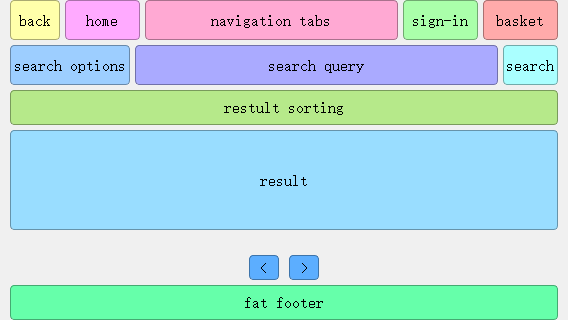 back home navigation tabs sign-in basket
search options search query search
restult sorting
result
< >
fat footer